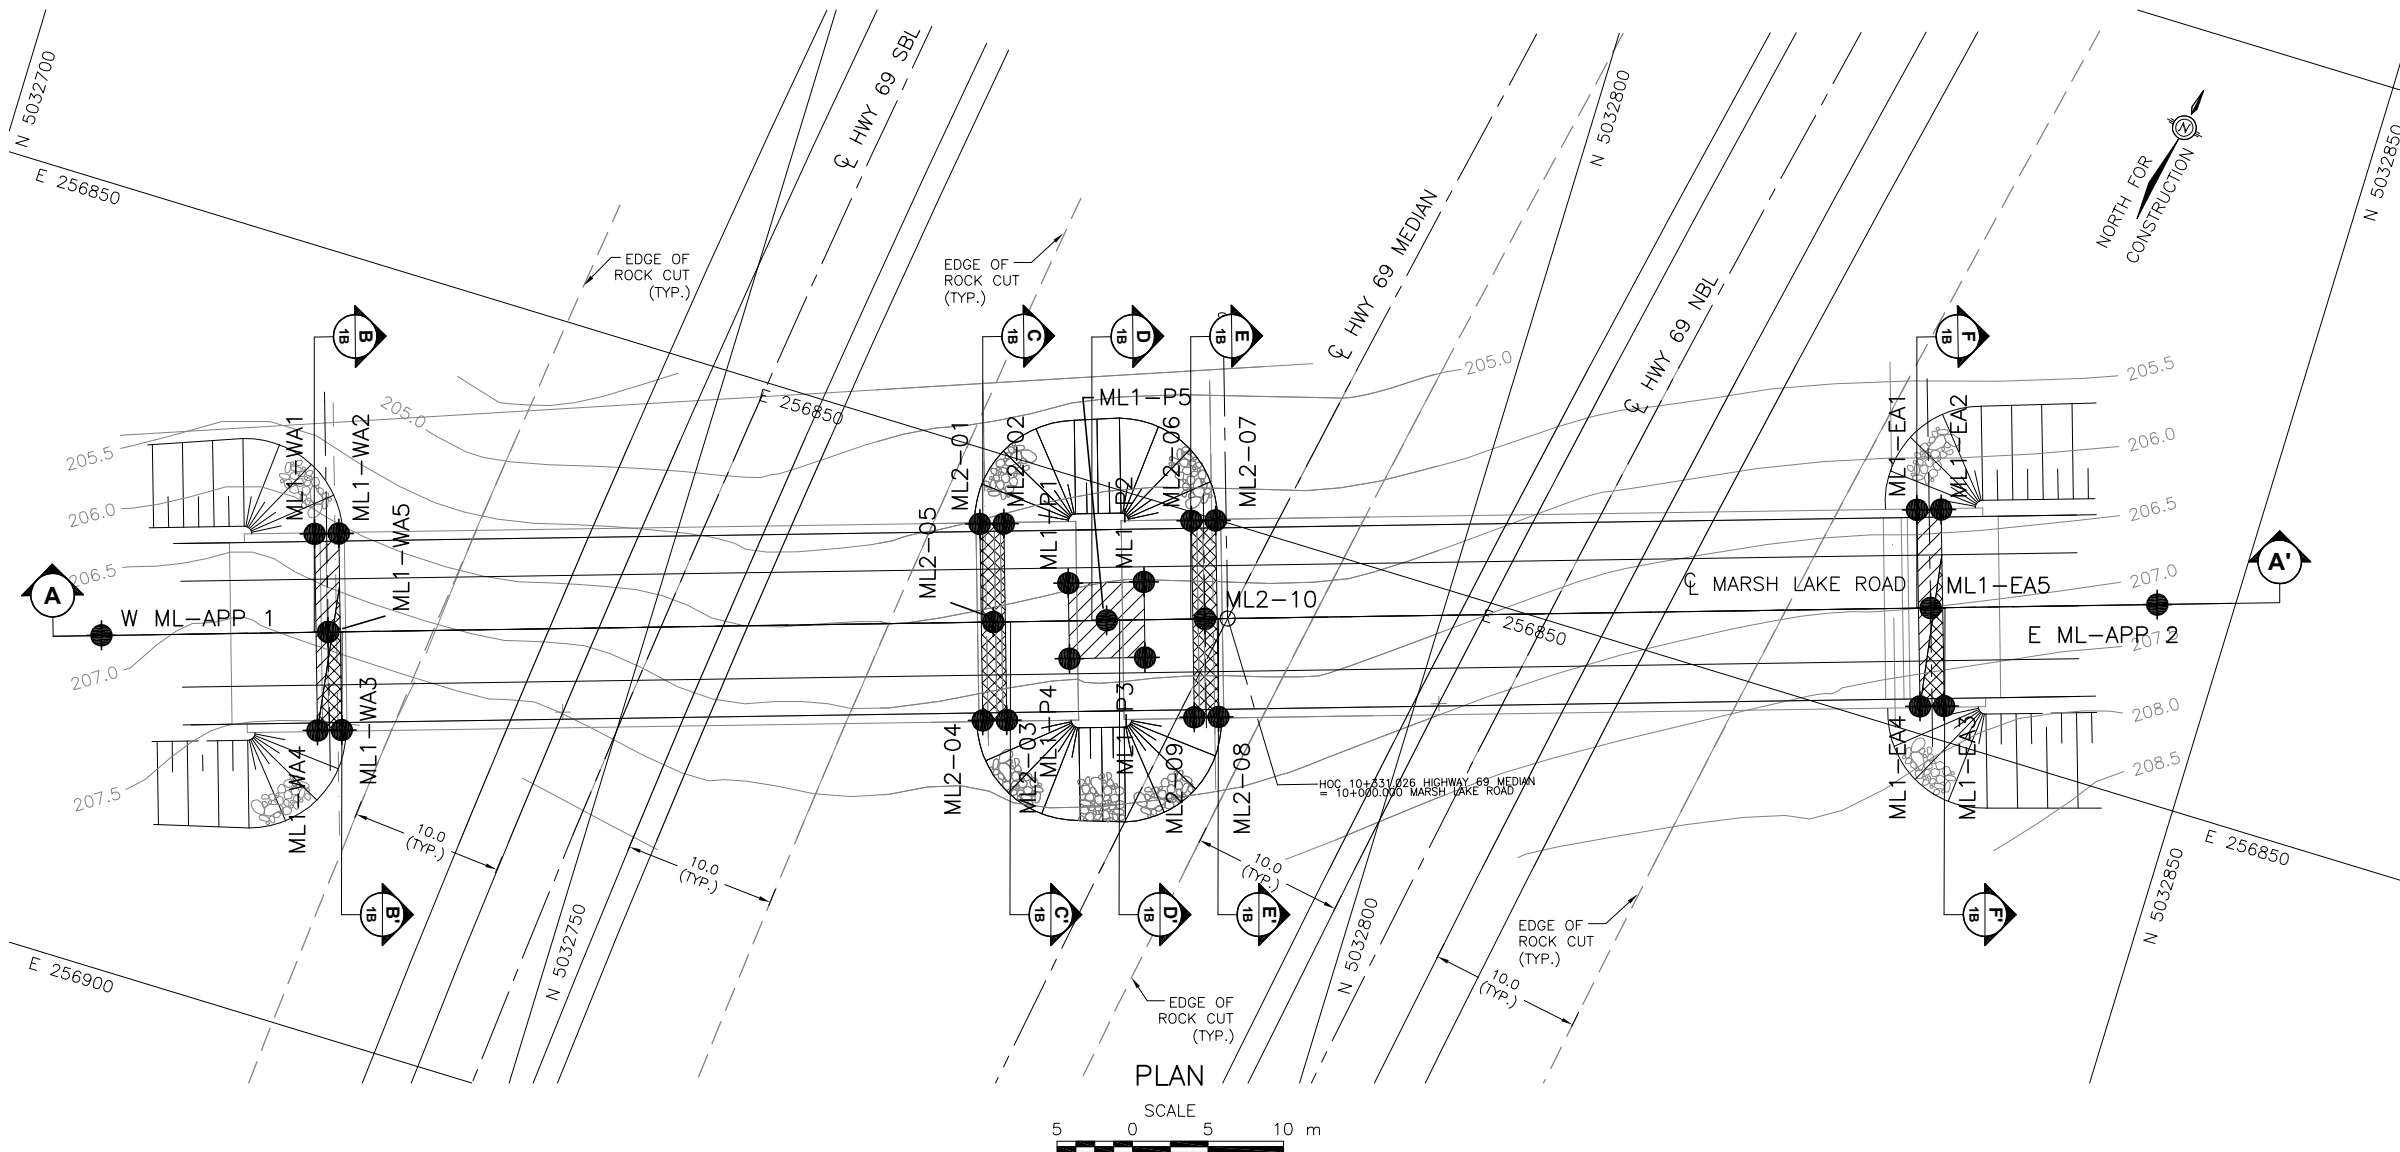 N 5032700
E 256850
℄ HWY 69 SBL
N 5032800
N 5032850
NORTH FOR
CONSTRUCTION
N
EDGE OF
ROCK CUT
(TYP.)
EDGE OF
ROCK CUT
(TYP.)
℄ HWY 69 MEDIAN
℄ HWY 69 NBL
B
1B
C
1B
D
1B
E
1B
F
1B
205.0
E 256850
ML1-P5
205.0
205.5
205.5
206.0
206.5
206.0
206.5
207.0
ML1-WA1
ML1-WA2
ML1-WA5
ML2-01
ML2-02
ML2-05
ML1-P1
ML1-P2
ML2-06
ML2-07
ML1-EA1
ML1-EA2
A
W ML-APP 1
ML2-10
℄ MARSH LAKE ROAD
ML1-EA5
A'
E ML-APP 2
E 256850
207.0
207.5
207.5
208.0
208.5
ML1-WA4
ML1-WA3
ML2-04
ML2-03
ML1-P4
ML1-P3
ML2-09
ML2-08
ML1-EA4
ML1-EA3
HOC 10+331.026 HIGHWAY 69 MEDIAN
= 10+000.000 MARSH LAKE ROAD
10.0
(TYP.)
10.0
(TYP.)
10.0
(TYP.)
10.0
(TYP.)
E 256850
B'
1B
C'
1B
D'
1B
E'
1B
F'
1B
E 256900
N 5032750
N 5032800
N 5032850
EDGE OF
ROCK CUT
(TYP.)
EDGE OF
ROCK CUT
(TYP.)
PLAN
SCALE
5 0 5 10 m